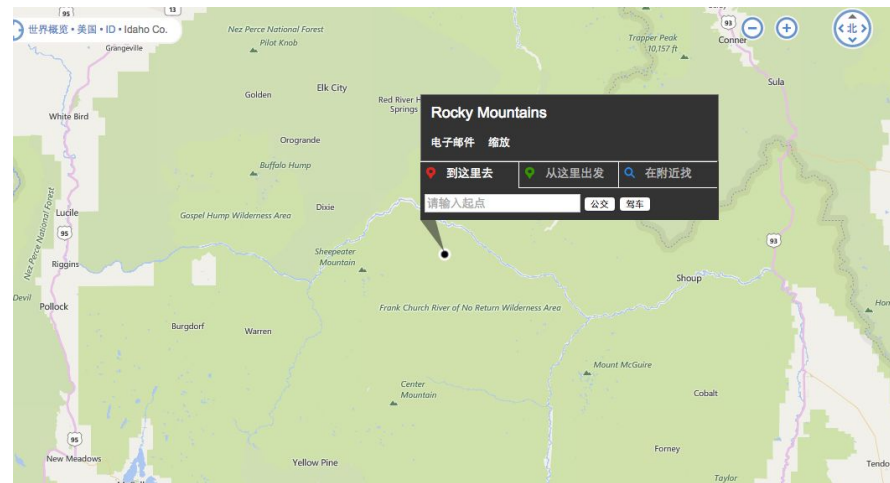 95
13
世界概览 • 美国 • ID • Idaho Co.
Grangeville
Nez Perce National Forest
Pilot Knob
Trapper Peak
10,157 ft
93
Conner
北
Golden
Elk City
Red River H
Springs
Sula
White Bird
Rocky Mountains
电子邮件 缩放
到这里去 从这里出发 在附近找
请输入起点 公交 驾车
Orogrande
Buffalo Hump
Nez Perce National Forest
Lucile
Gospel Hump Wilderness Area
Dixie
95
93
Riggins
Sheepeater
Mountain
Shoup
Devil
Pollock
Frank Church River of No Return Wilderness Area
Hon
Burgdorf
Warren
Mount McGuire
Center
Mountain
Cobalt
95
New Meadows
Yellow Pine
Forney
Tendo
Taylor